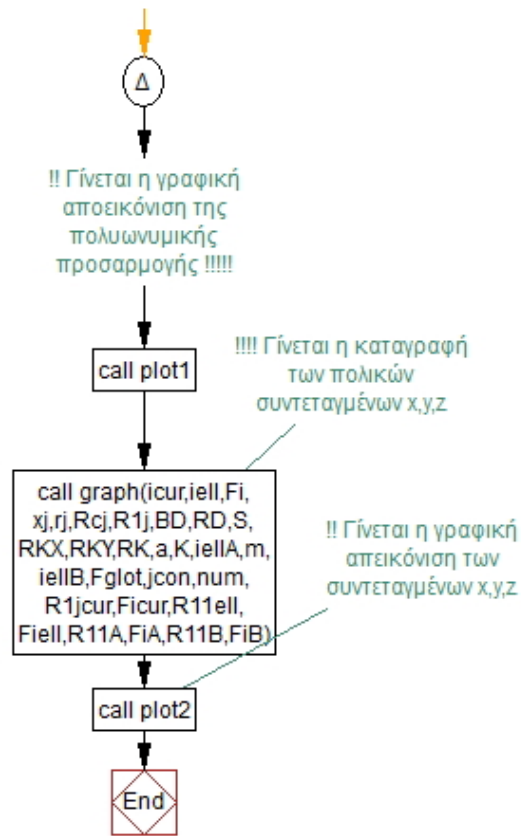 Δ
!! Γίνεται η γραφική
αποεικόνιση της
πολυωνυμικής
προσαρμογής !!!!!
!!!! Γίνεται η καταγραφή
των πολικών
συντεταγμένων x,y,z
call plot1
call graph(icur,iell,Fi,
xj,rj,Rcj,R1j,BD,RD,S,
RKX,RKY,RK,a,K,iellA,m,
iellB,Fglot,jcon,num,
R1jcur,Ficur,R11ell,
Fiell,R11A,FiA,R11B,FiB)
!! Γίνεται η γραφική
απεικόνιση των
συντεταγμένων x,y,z
call plot2
End